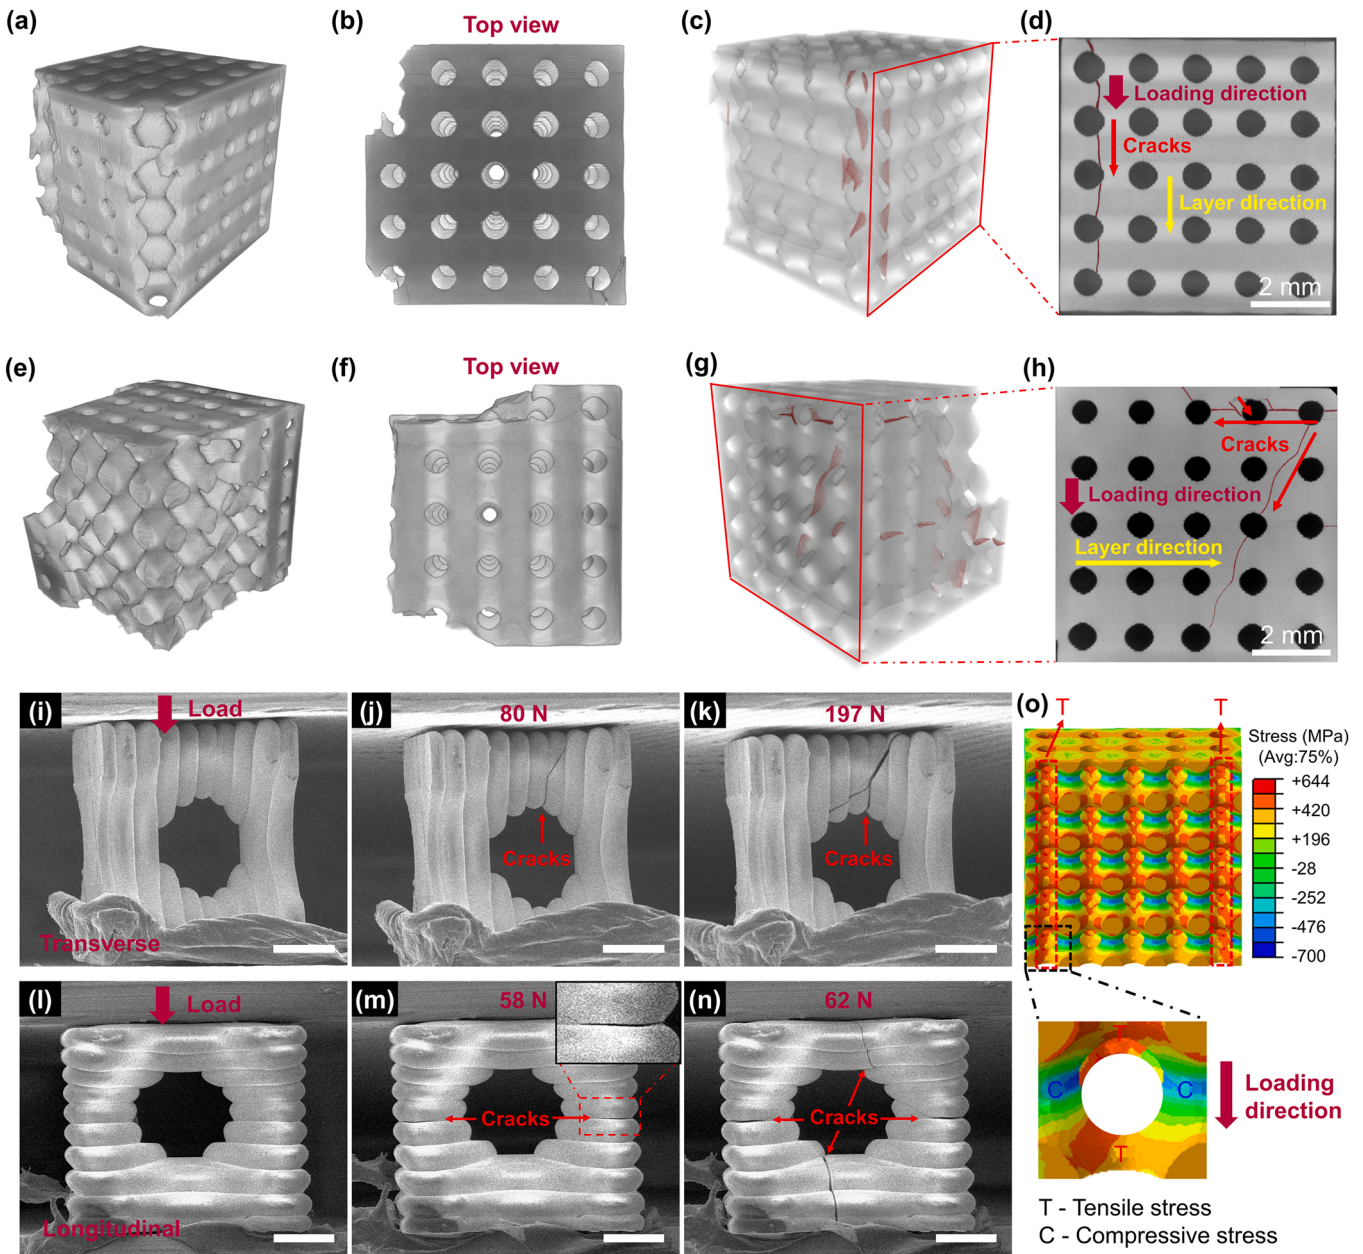 (a)
(b)
Top view
(c)
(d)
Loading direction
Cracks
Layer direction
2 mm
(e)
(f)
Top view
(g)
(h)
Cracks
Loading direction
Layer direction
2 mm
(i)
Load
Transverse
(j)
80 N
Cracks
(k)
197 N
Cracks
(l)
Load
Longitudinal
(m)
58 N
Cracks
(n)
62 N
Cracks
(o)
T
T
Stress (MPa)
(Avg:75%)
+644
+420
+196
-28
-252
-476
-700
T
C
C
T
Loading
direction
T - Tensile stress
C - Compressive stress